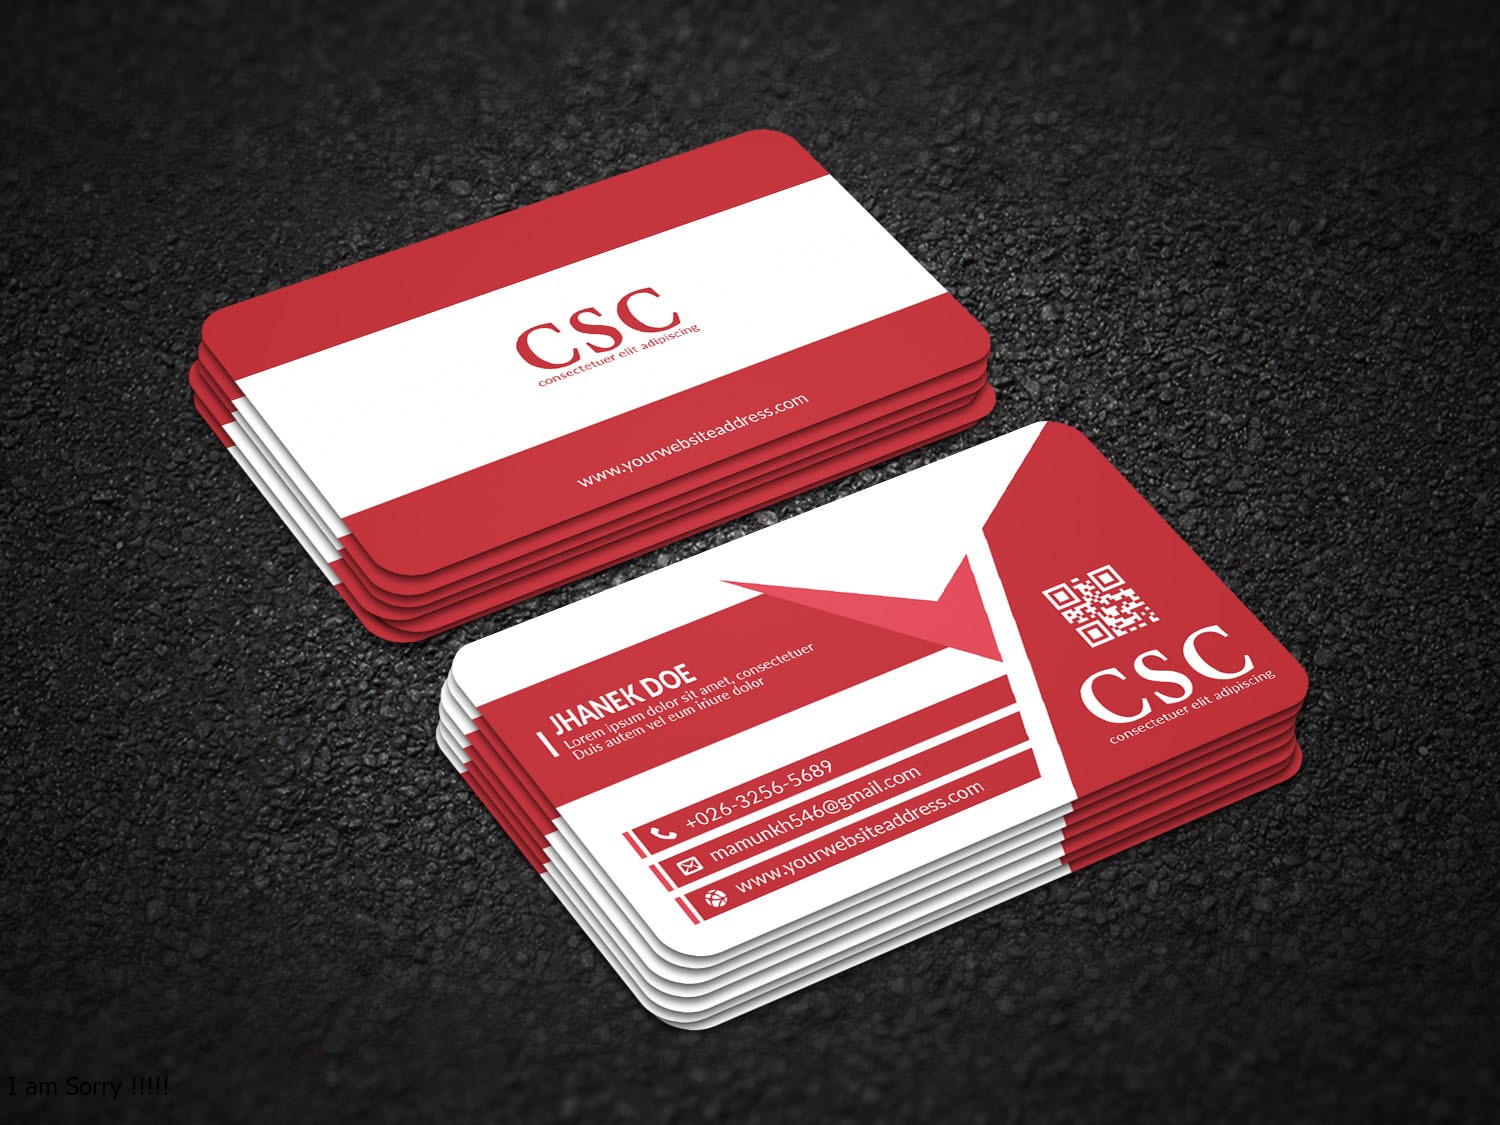 CSC
consectetuer elit adipiscing
www.yourwebsiteaddress.com
JHANEK DOE
Lorem ipsum dolor sit amet, consectetuer
Duis autem vel eum iriure dolor
+026-3256-5689
mamunkh546@gmail.com
www.yourwebsiteaddress.com
CSC
consectetuer elit adipiscing
I am Sorry !!!!!